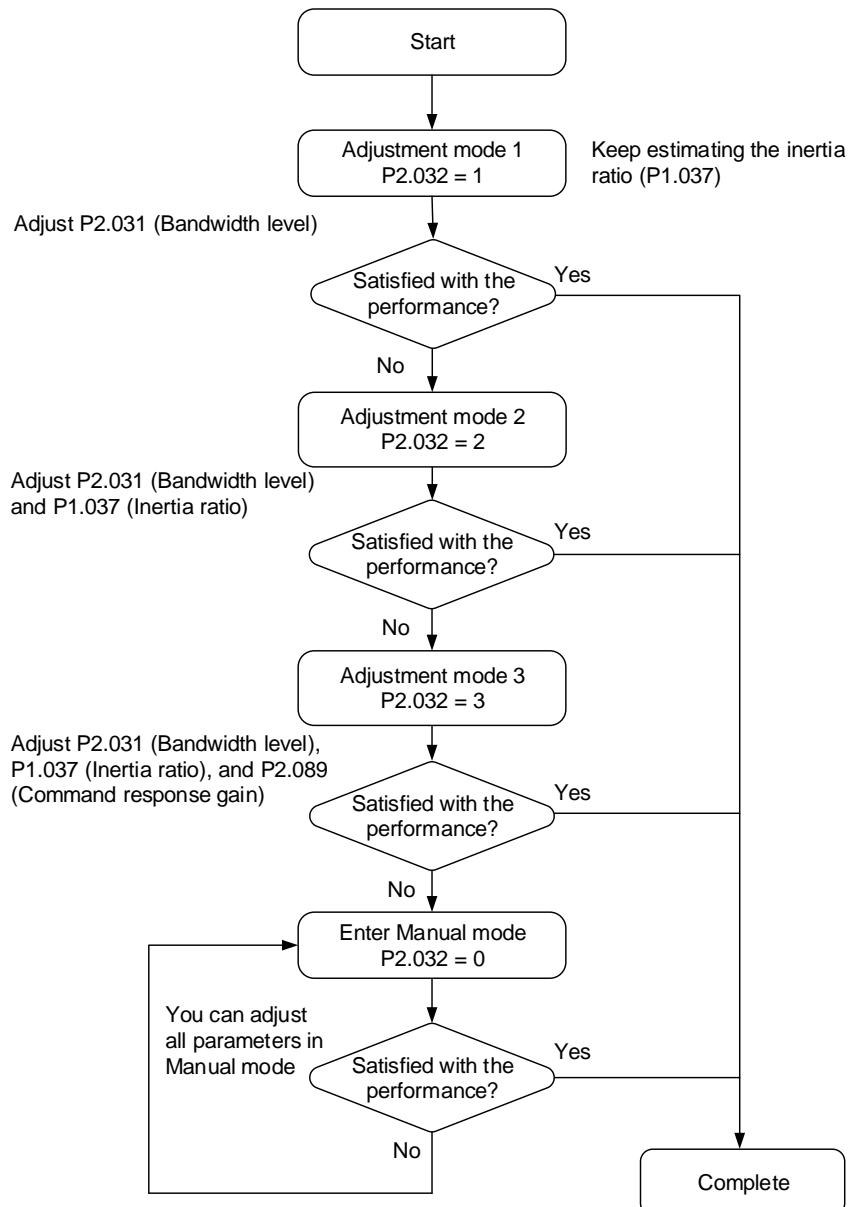 Start
Adjustment mode 1
P2.032 = 1
Keep estimating the inertia
ratio (P1.037)
Adjust P2.031 (Bandwidth level)
Satisfied with the
performance?
Yes
No
Adjustment mode 2
P2.032 = 2
Adjust P2.031 (Bandwidth level)
and P1.037 (Inertia ratio)
Satisfied with the
performance?
Yes
No
Adjustment mode 3
P2.032 = 3
Adjust P2.031 (Bandwidth level),
P1.037 (Inertia ratio), and P2.089
(Command response gain)
Satisfied with the
performance?
Yes
No
Enter Manual mode
P2.032 = 0
You can adjust
all parameters in
Manual mode
Satisfied with the
performance?
Yes
No
Complete